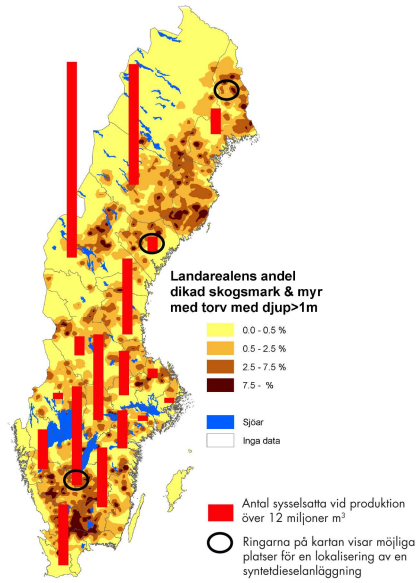 Landarealens andel
dikad skogsmark & myr
med torv med djup>1m
0.0 - 0.5 %
0.5 - 2.5 %
2.5 - 7.5 %
7.5 - %
Sjöar
Inga data
Antal sysselsatta vid produktion
över 12 miljoner m³
Ringarna på kartan visar möjliga
platser för en lokalisering av en
syntetdieselanläggning